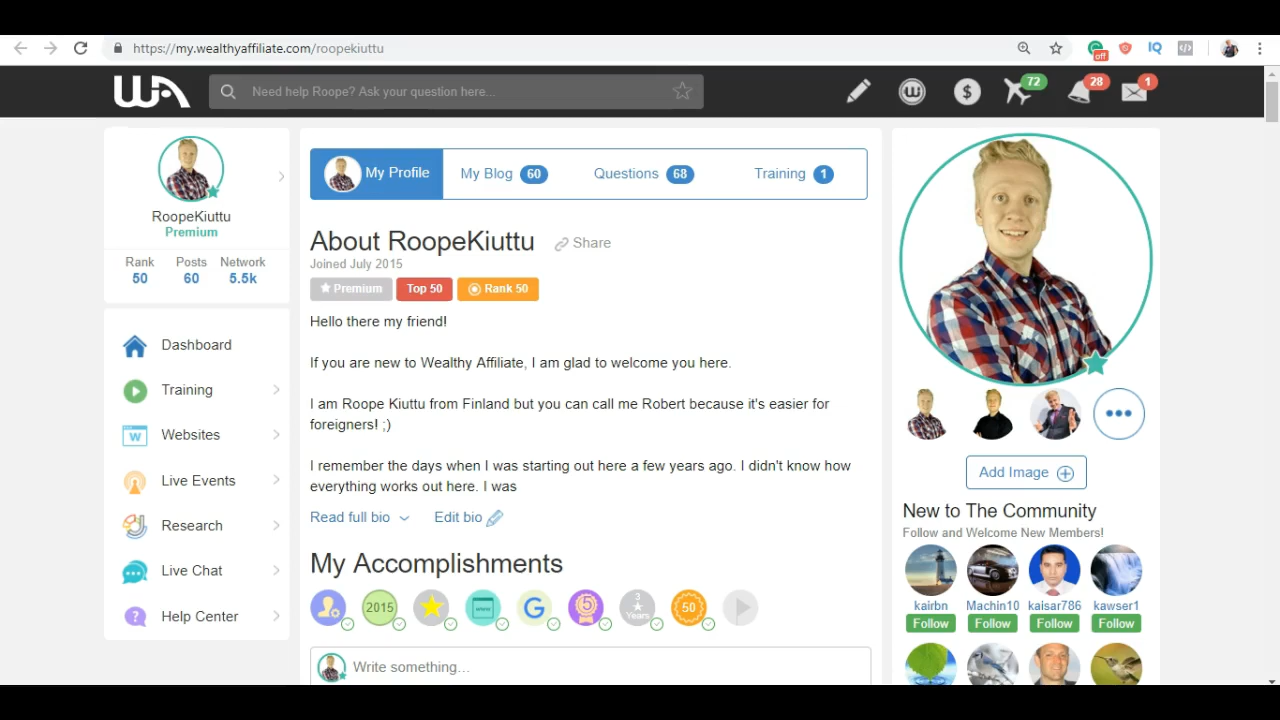 https://my.wealthyaffiliate.com/roopekiuttu
off
IQ
WA
Need help Roope? Ask your question here...
72
28
1
RoopeKiuttu
Premium
Rank Posts Network
50 60 5.5k
Dashboard
Training
Websites
Live Events
Research
Live Chat
Help Center
My Profile
My Blog 60
Questions 68
Training 1
About RoopeKiuttu
Share
Joined July 2015
Premium
Top 50
Rank 50
Hello there my friend!
If you are new to Wealthy Affiliate, I am glad to welcome you here.
I am Roope Kiuttu from Finland but you can call me Robert because it's easier for
foreigners! ;)
I remember the days when I was starting out here a few years ago. I didn't know how
everything works out here. I was
Read full bio
Edit bio
My Accomplishments
2015
www
G
5
3
Years
50
Write something...
Add Image
New to The Community
Follow and Welcome New Members!
kairbn Machin10 kaisar786 kawser1
Follow Follow Follow Follow